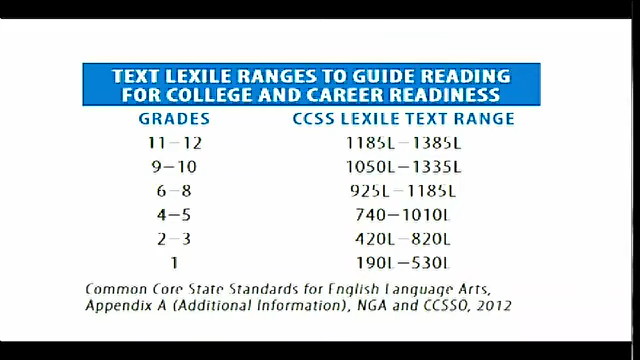 TEXT LEXILE RANGES TO GUIDE READING
FOR COLLEGE AND CAREER READINESS
GRADES CCSS LEXILE TEXT RANGE
11–12 1185L–1385L
9–10 1050L–1335L
6–8 925L–1185L
4–5 740–1010L
2–3 420L–820L
1 190L–530L
Common Core State Standards for English Language Arts,
Appendix A (Additional Information), NGA and CCSSO, 2012